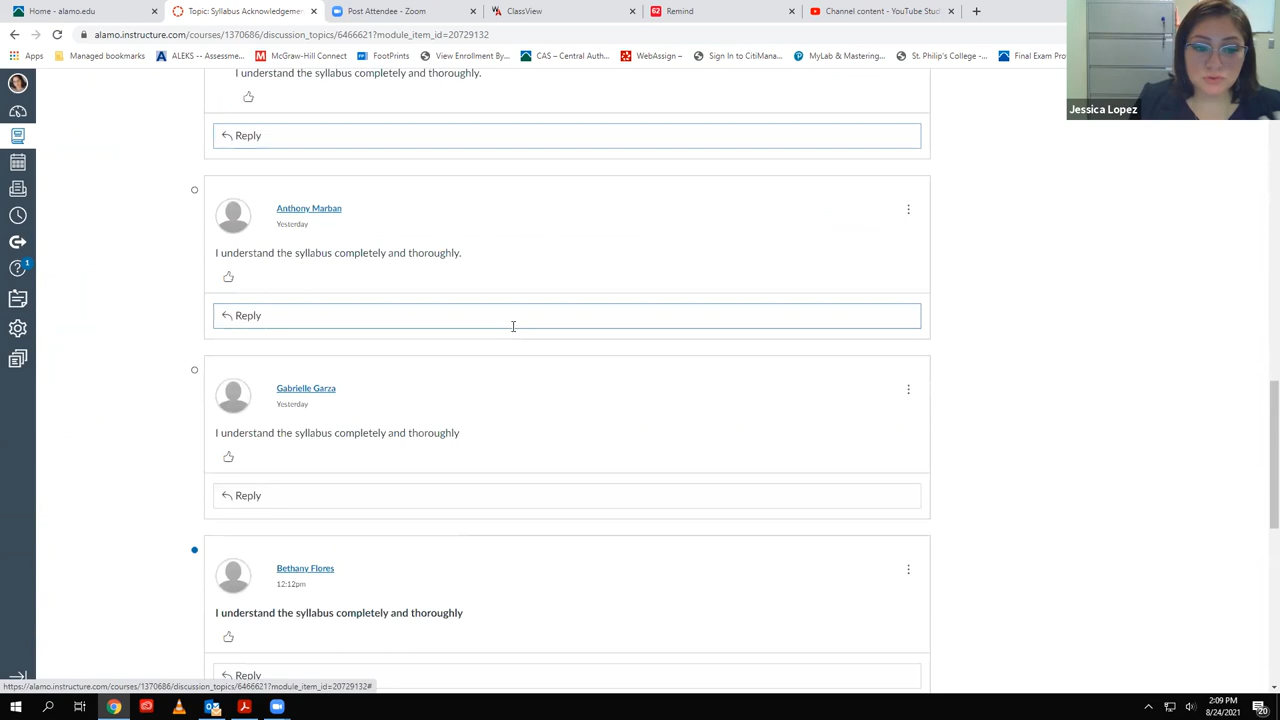 Home - alamo.edu
Topic: Syllabus Acknowledgemen
Post Attendee - Zoom
ClassView
Remind
Channel content - YouTube Stud
alamo.instructure.com/courses/1370686/discussion_topics/6466621?module_item_id=20729132
Apps
Managed bookmarks
ALEKS -- Assessme...
McGraw-Hill Connect
FootPrints
View Enrollment By...
CAS – Central Auth...
WebAssign –
Sign In to CitiMana...
MyLab & Mastering...
St. Philip's College -...
Final Exam Pro
Jessica Lopez
I understand the syllabus completely and thoroughly.
Reply
Anthony Marban
Yesterday
I understand the syllabus completely and thoroughly.
Reply
Gabrielle Garza
Yesterday
I understand the syllabus completely and thoroughly
Reply
Bethany Flores
12:12pm
I understand the syllabus completely and thoroughly
Reply
1
https://alamo.instructure.com/courses/1370686/discussion_topics/6466621?module_item_id=20729132#
2:09 PM
8/24/2021
20